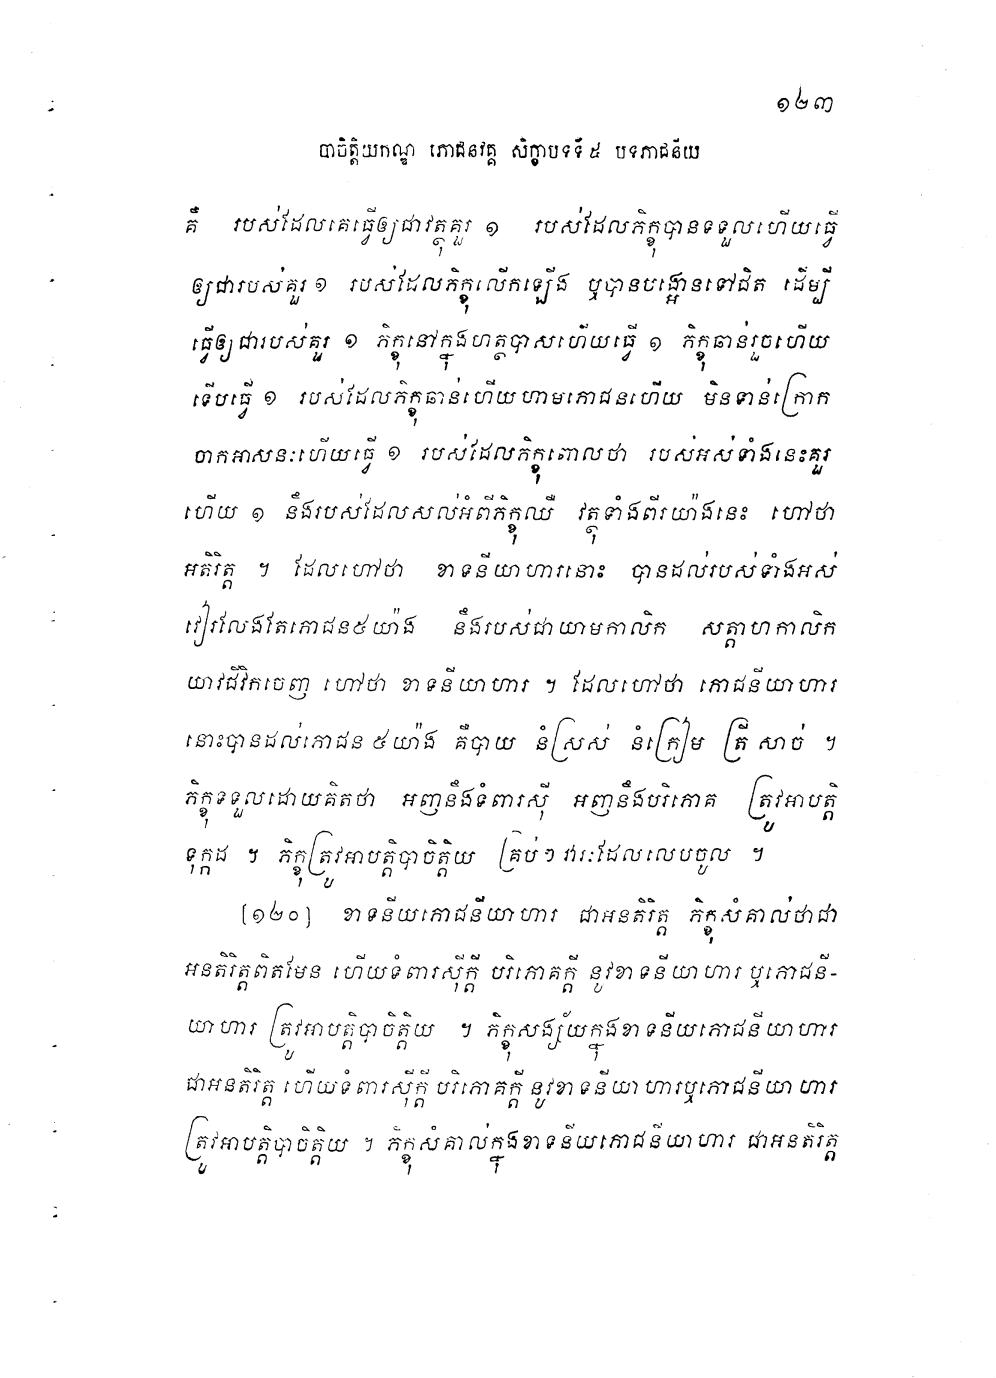 ១២៣
បាចិត្តិយកណ្ឌ ភោជនវគ្គ សិក្ខាបទទី ៥ បទភាជនីយ
គឺ របស់ដែលគេធ្វើឲ្យជាវត្ថុគួរ ១ របស់ដែលភិក្ខុបានទទួលហើយធ្វើ
ឲ្យជារបស់គួរ ១ របស់ដែលភិក្ខុលើកឡើង ឬបានបង្អោនទៅជិត ដើម្បី
ធ្វើឲ្យជារបស់គួរ ១ ភិក្ខុនៅក្នុងហត្ថបាសហើយធ្វើ ១ ភិក្ខុឆាន់រួចហើយ
ទើបធ្វើ ១ របស់ដែលភិក្ខុឆាន់ហើយហាមភោជនហើយ មិនទាន់ក្រោក
ចាកអាសនៈហើយធ្វើ ១ របស់ដែលភិក្ខុពោលថា របស់អស់ទាំងនេះគួរ
ហើយ ១ នឹងរបស់ដែលសល់អំពីភិក្ខុឈឺ វត្ថុទាំងពីរយ៉ាងនេះ ហៅថា
អតិរិត្ត ។ ដែលហៅថា ខាទនីយាហារនោះ បានដល់របស់ទាំងអស់
វៀរលែងតែភោជន៥យ៉ាង នឹងរបស់ជាយាមកាលិក សត្តាហកាលិក
យាវជីវិកចេញ ហៅថា ខាទនីយាហារ ។ ដែលហៅថា ភោជនីយាហារ
នោះបានដល់ភោជន ៥យ៉ាង គឺបាយ នំស្រស់ នំក្រៀម ត្រី សាច់ ។
ភិក្ខុទទួលដោយគិតថា អញនឹងទំពារស៊ី អញនឹងបរិភោគ ត្រូវអាបត្តិ
ទុក្កដ ។ ភិក្ខុត្រូវអាបត្តិបាចិត្តិយ គ្រប់ៗ វារៈដែលលេបចូល ។
[១២០] ខាទនីយភោជនីយាហារ ជាអនតិរិត្ត ភិក្ខុសំគាល់ថាជា
អនតិរិត្តពិតមែន ហើយទំពារស៊ីក្តី បរិភោគក្តី នូវខាទនីយាហារ ឬភោជនី-
យាហារ ត្រូវអាបត្តិបាចិត្តិយ ។ ភិក្ខុសង្ស័យក្នុងខាទនីយភោជនីយាហារ
ជាអនតិរិត្ត ហើយទំពារស៊ីក្តី បរិភោគក្តី នូវខាទនីយាហារឬភោជនីយាហារ
ត្រូវអាបត្តិបាចិត្តិយ ។ ភិក្ខុសំគាល់ក្នុងខាទនីយភោជនីយាហារ ជាអនតិរិត្ត